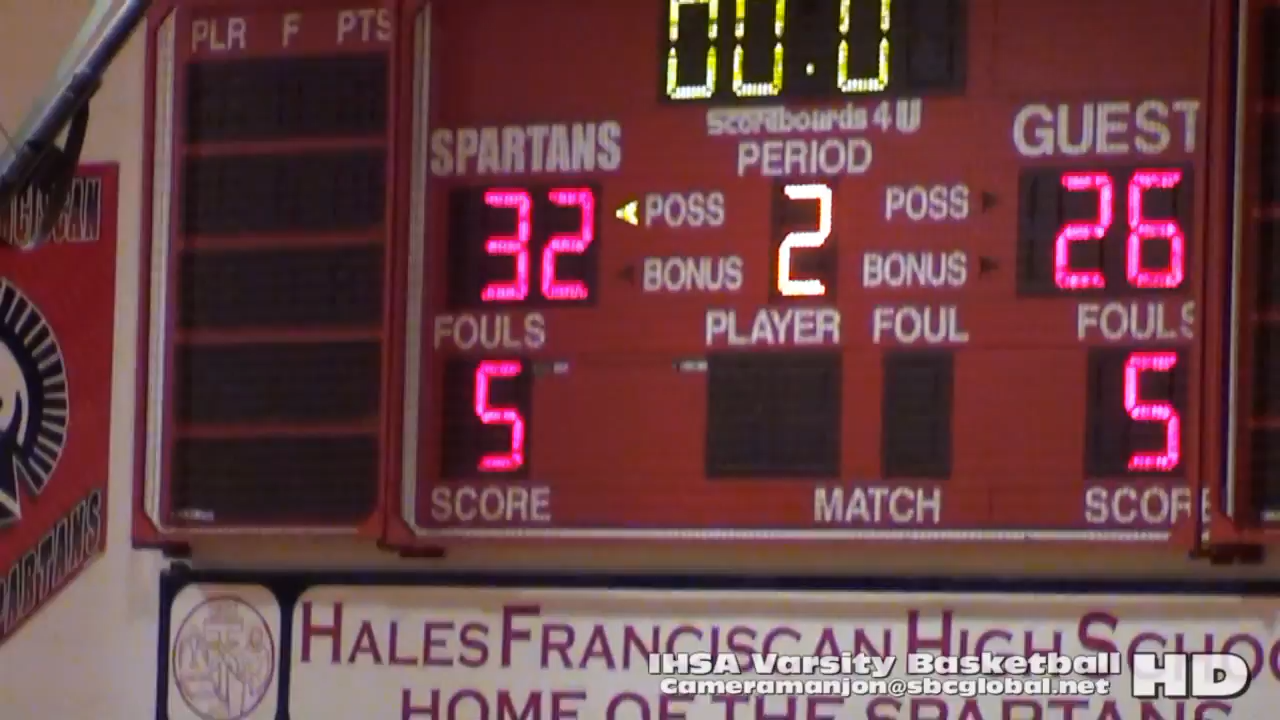 PLR F PTS
00.0
Scoreboards 4 U
SPARTANS
PERIOD
GUEST
32
POSS
2
POSS
26
BONUS
BONUS
FOULS
PLAYER
FOUL
FOULS
5
5
SCORE
MATCH
SCORE
SPARTANS
HALES FRANCISCAN HIGH SCHOO
HOME OF THE SPARTANS
IHSA Varsity Basketball HD
Cameramanjon@sbcglobal.net